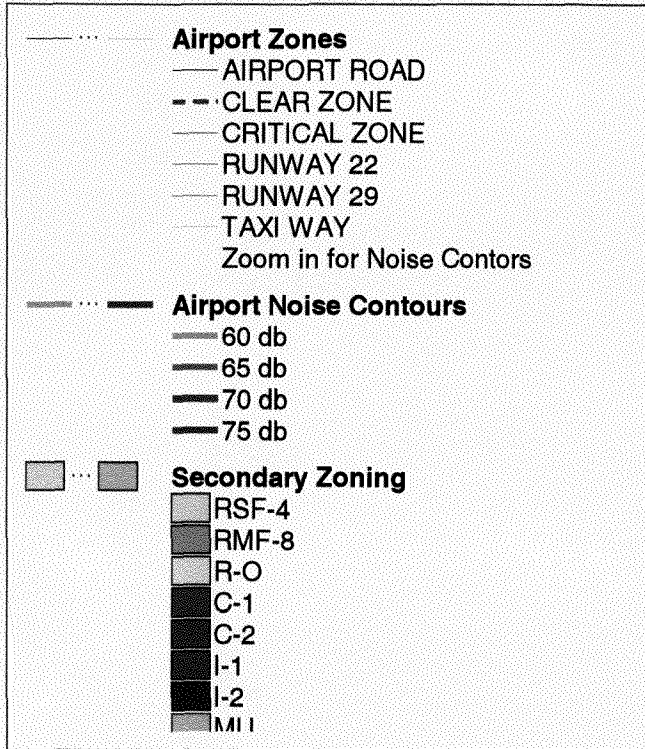 Airport Zones
AIRPORT ROAD
CLEAR ZONE
CRITICAL ZONE
RUNWAY 22
RUNWAY 29
TAXI WAY
Zoom in for Noise Contors
Airport Noise Contours
60 db
65 db
70 db
75 db
Secondary Zoning
RSF-4
RMF-8
R-O
C-1
C-2
I-1
I-2
MU